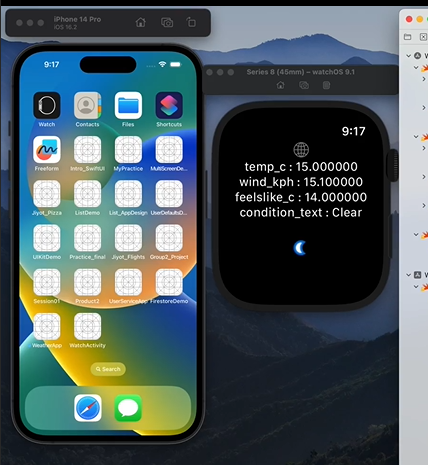 iPhone 14 Pro
iOS 16.2
9:17
Watch Contacts Files Shortcuts
Freeform Intro_SwiftUI MyPractice MultiScreenDe...
Jiyot_Pizza ListDemo List_AppDesign UserDefaultsD...
UIKitDemo Practice_final Jiyot_Flights Group2_Project
Session01 Product2 UserServiceApp FirestoreDemo
WeatherApp WatchActivity
Search
Series 8 (45mm) – watchOS 9.1
9:17
temp_c : 15.000000
wind_kph : 15.100000
feelslike_c : 14.000000
condition_text : Clear
W
W